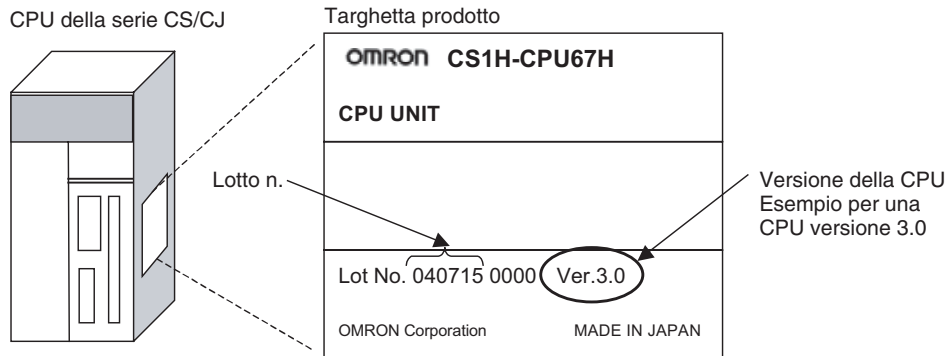 CPU della serie CS/CJ
Targhetta prodotto
OMRON CS1H-CPU67H
CPU UNIT
Lotto n.
Versione della CPU
Esempio per una
CPU versione 3.0
Lot No. 040715 0000 Ver.3.0
OMRON Corporation MADE IN JAPAN